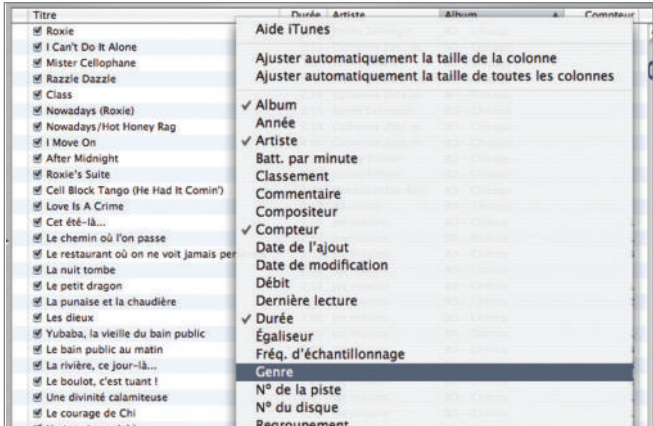 Titre Durée Artiste Album Compteur
Roxie
I Can't Do It Alone
Mister Cellophane
Razzle Dazzle
Class
Nowadays (Roxie)
Nowadays/Hot Honey Rag
I Move On
After Midnight
Roxie's Suite
Cell Block Tango (He Had It Comin')
Love Is A Crime
Cet été-là...
Le chemin où l'on passe
Le restaurant où on ne voit jamais
La nuit tombe
Le petit dragon
La punaise et la chaudière
Les dieux
Yubaba, la vieille du bain public
Le bain public au matin
La rivière, ce jour-là...
Le boulot, c'est tuant !
Une divinité calamiteuse
Le courage de Chi
Aide iTunes
Ajuster automatiquement la taille de la colonne
Ajuster automatiquement la taille de toutes les colonnes
Album
Année
Artiste
Batt. par minute
Classement
Commentaire
Compositeur
Compteur
Date de l'ajout
Date de modification
Débit
Dernière lecture
Durée
Égaliseur
Fréq. d'échantillonnage
Genre
N° de la piste
N° du disque
Regroupement